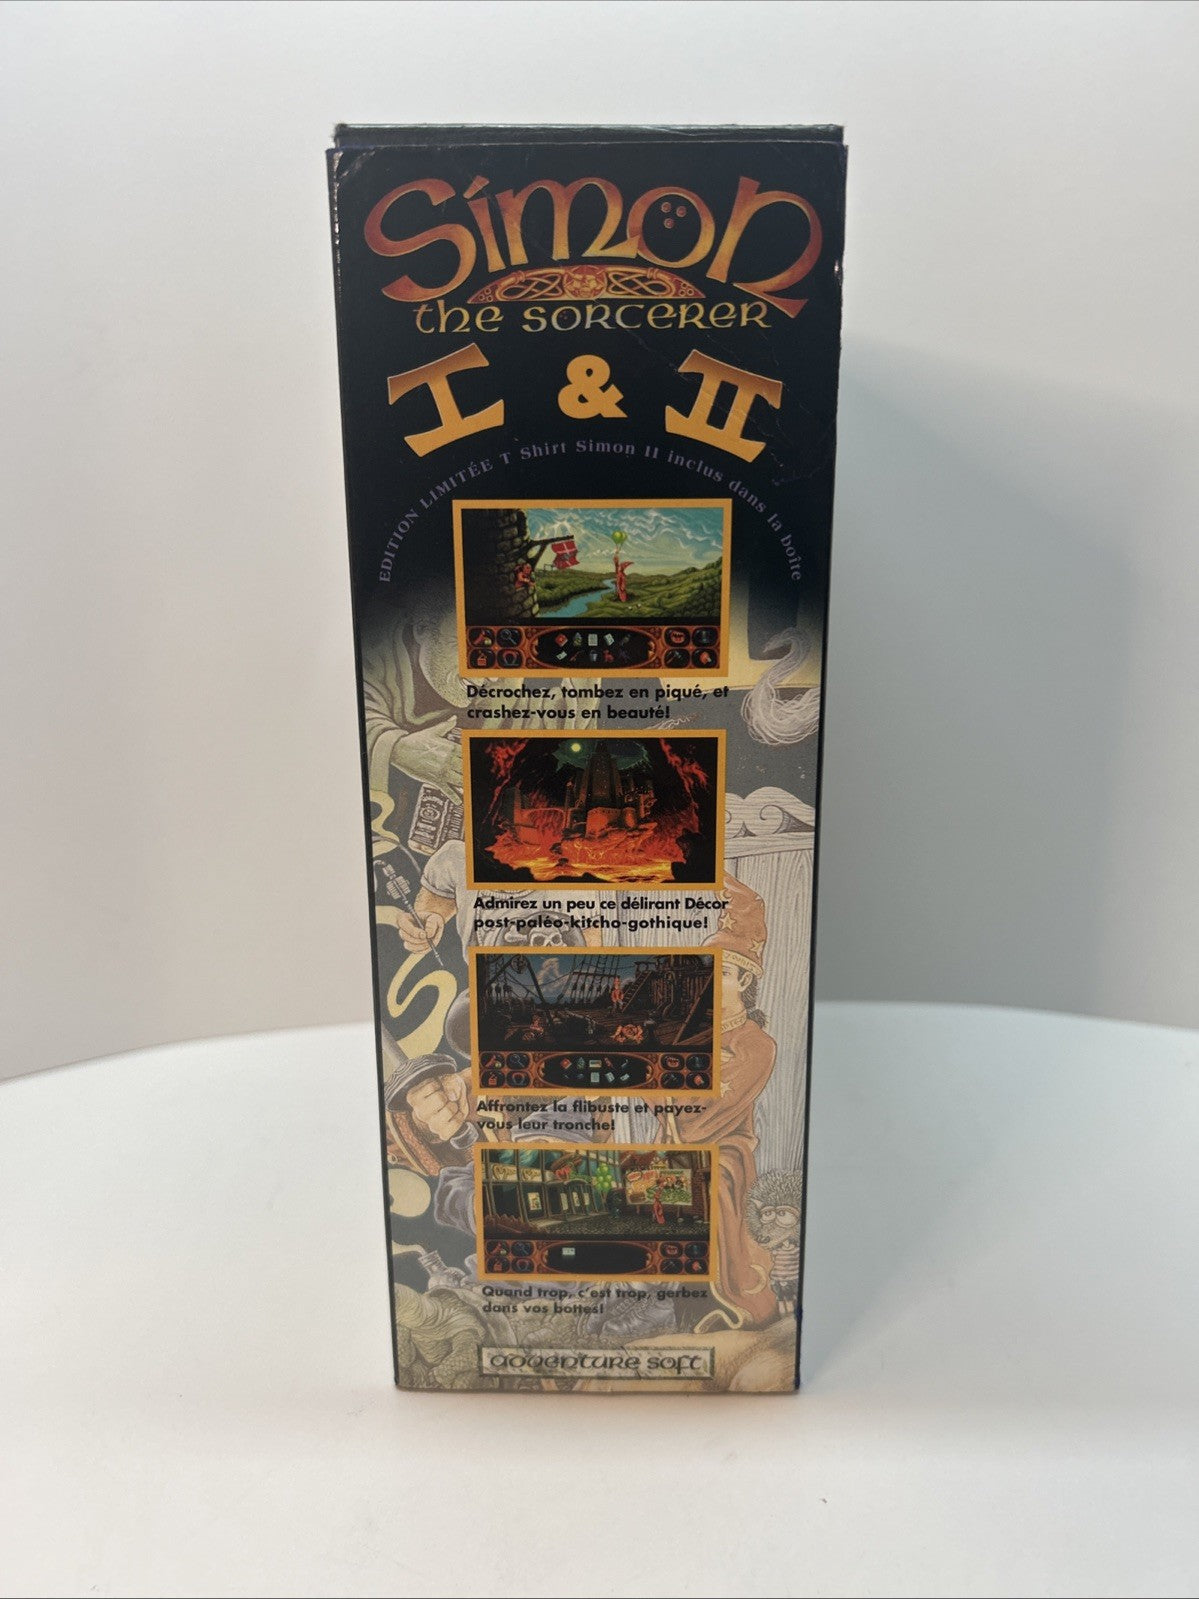 Simon
the SORCERER
I & II
EDITION LIMITÉE T Shirt Simon II inclus dans la boîte
Décrochez, tombez en piqué, et
crashez-vous en beauté!
Admirez un peu ce délirant Décor
post-paléo-kitcho-gothique!
Affrontez la flibuste et payez-
vous leur tronche!
Quand trop, c'est trop, gerbez
dans vos bottes!
adventure soft